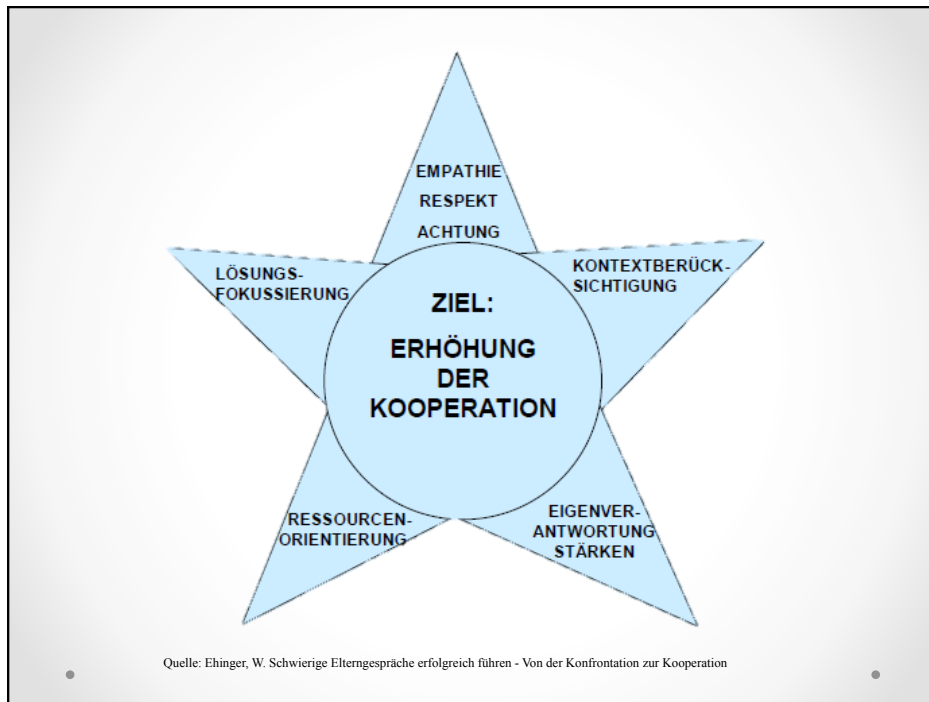 EMPATHIE
RESPEKT
ACHTUNG
LÖSUNGS-
FOKUSSIERUNG
KONTEXTBERÜCK-
SICHTIGUNG
ZIEL:
ERHÖHUNG
DER
KOOPERATION
RESSOURCEN-
ORIENTIERUNG
EIGENVER-
ANTWORTUNG
STÄRKEN
Quelle: Ehinger, W. Schwierige Elterngespräche erfolgreich führen - Von der Konfrontation zur Kooperation